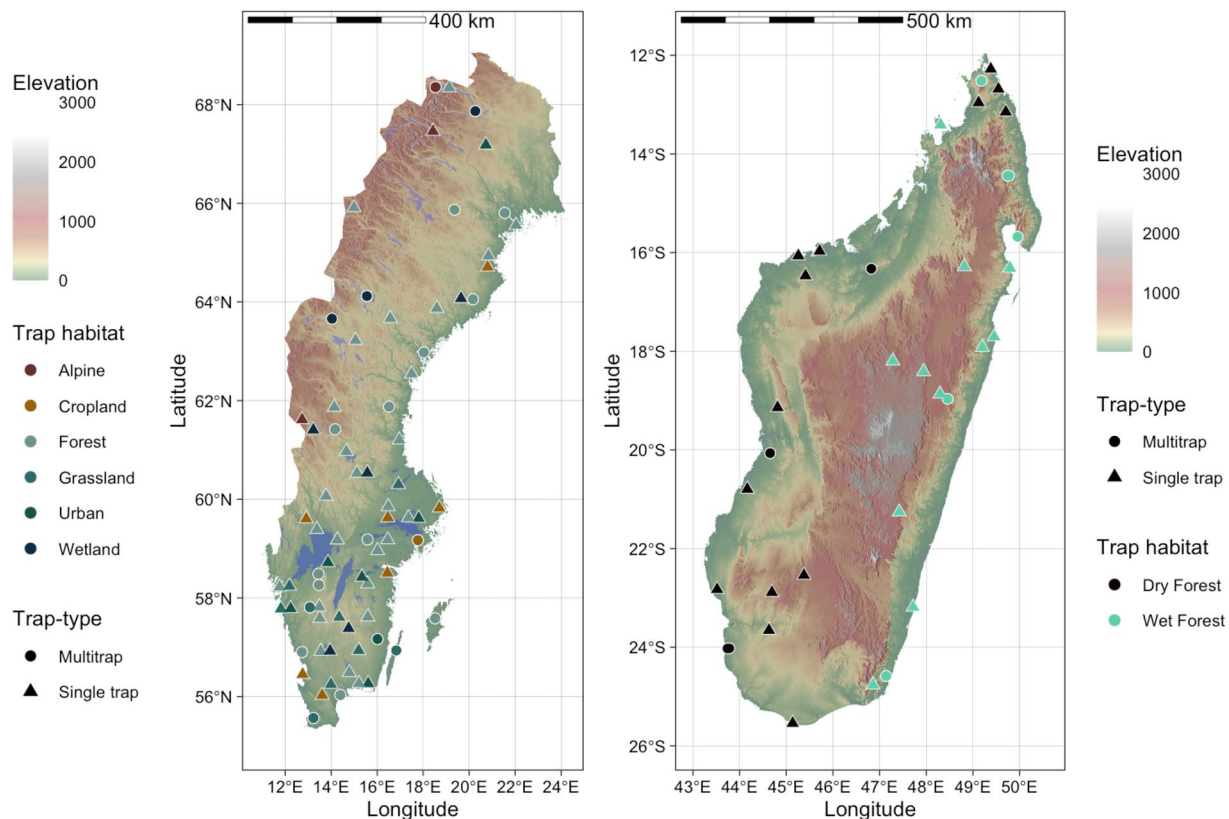 400 km
500 km
Elevation
3000
2000
1000
0
Trap habitat
Alpine
Cropland
Forest
Grassland
Urban
Wetland
Trap-type
Multitrap
Single trap
Latitude
68°N
66°N
64°N
62°N
60°N
58°N
56°N
12°E 14°E 16°E 18°E 20°E 22°E 24°E
Longitude
Latitude
12°S
14°S
16°S
18°S
20°S
22°S
24°S
26°S
43°E 44°E 45°E 46°E 47°E 48°E 49°E 50°E
Longitude
Elevation
3000
2000
1000
0
Trap-type
Multitrap
Single trap
Trap habitat
Dry Forest
Wet Forest